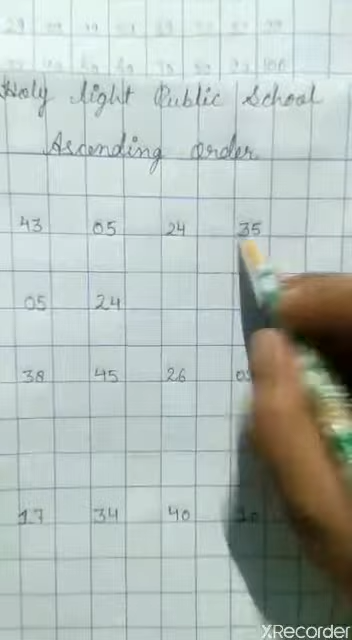 Holy light Public School
Ascending order
43 05 24 35
05 24
38 45 26
17 34 40
XRecorder